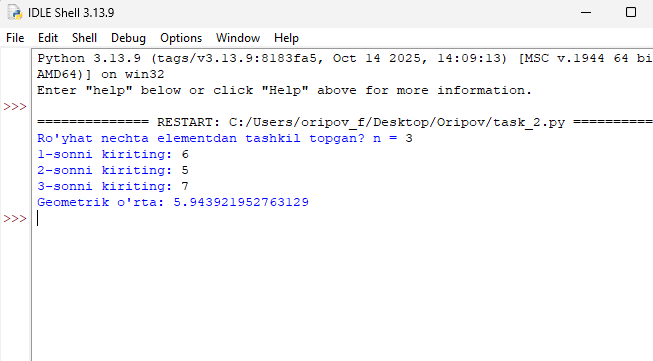 IDLE Shell 3.13.9
File Edit Shell Debug Options Window Help
Python 3.13.9 (tags/v3.13.9:8183fa5, Oct 14 2025, 14:09:13) [MSC v.1944 64 bi
AMD64)] on win32
Enter "help" below or click "Help" above for more information.
>>>
============== RESTART: C:/Users/oripov_f/Desktop/Oripov/task_2.py ==========
Ro'yhat nechta elementdan tashkil topgan? n = 3
1-sonni kiriting: 6
2-sonni kiriting: 5
3-sonni kiriting: 7
Geometrik o'rta: 5.943921952763129
>>>